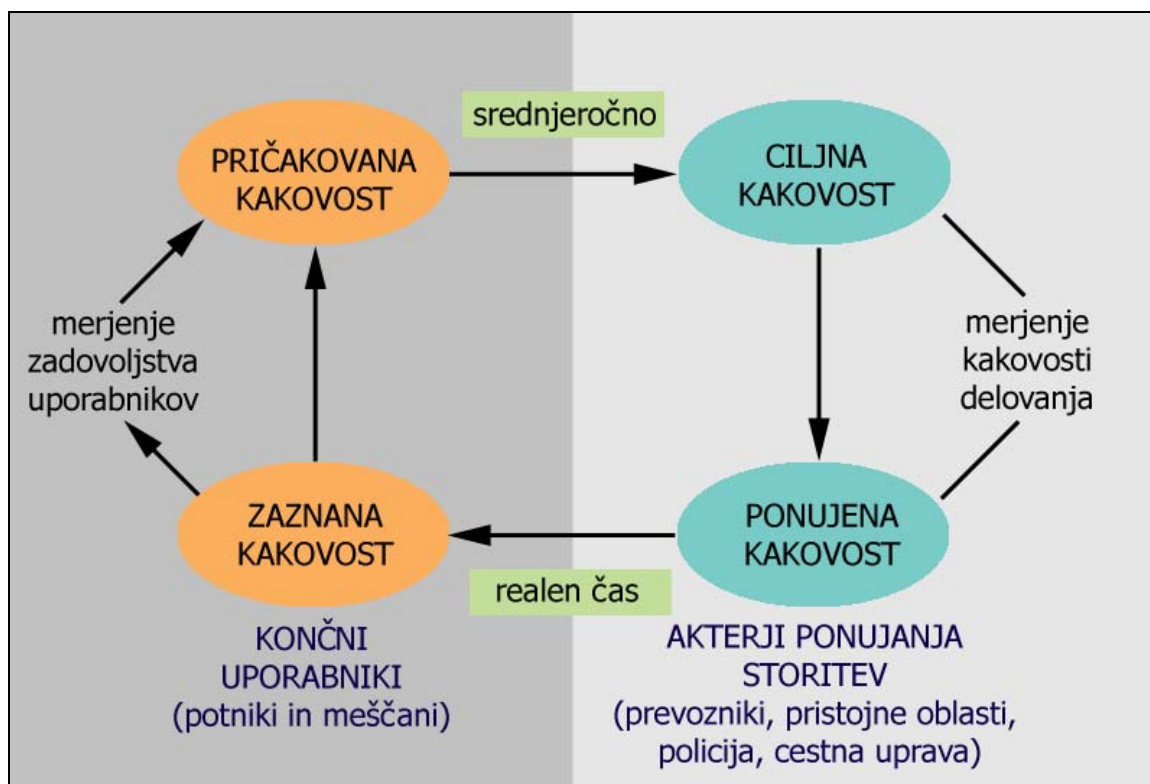 srednjeročno
PRIČAKOVANA
KAKOVOST
CILJNA
KAKOVOST
merjenje
zadovoljstva
uporabnikov
merjenje
kakovosti
delovanja
ZAZNANA
KAKOVOST
PONUJENA
KAKOVOST
realen čas
KONČNI
UPORABNIKI
(potniki in meščani)
AKTERJI PONUJANJA
STORITEV
(prevozniki, pristojne oblasti,
policija, cestna uprava)